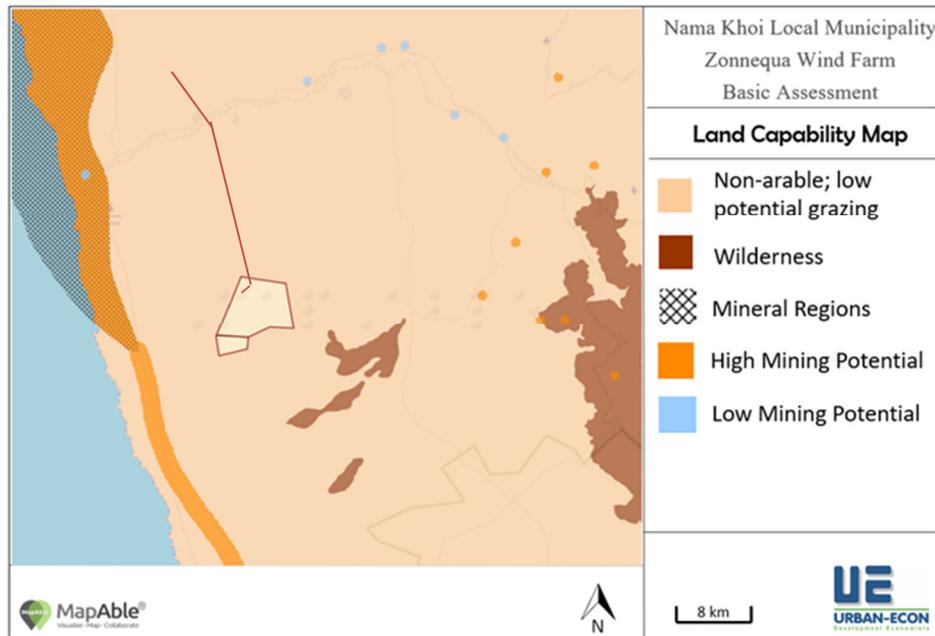 Nama Khoi Local Municipality
Zonnequa Wind Farm
Basic Assessment
Land Capability Map
Non-arable; low
potential grazing
Wilderness
Mineral Regions
High Mining Potential
Low Mining Potential
MapAble®
Visualize • Map • Collaborate
N
8 km
UE
URBAN-ECON
Development Economists